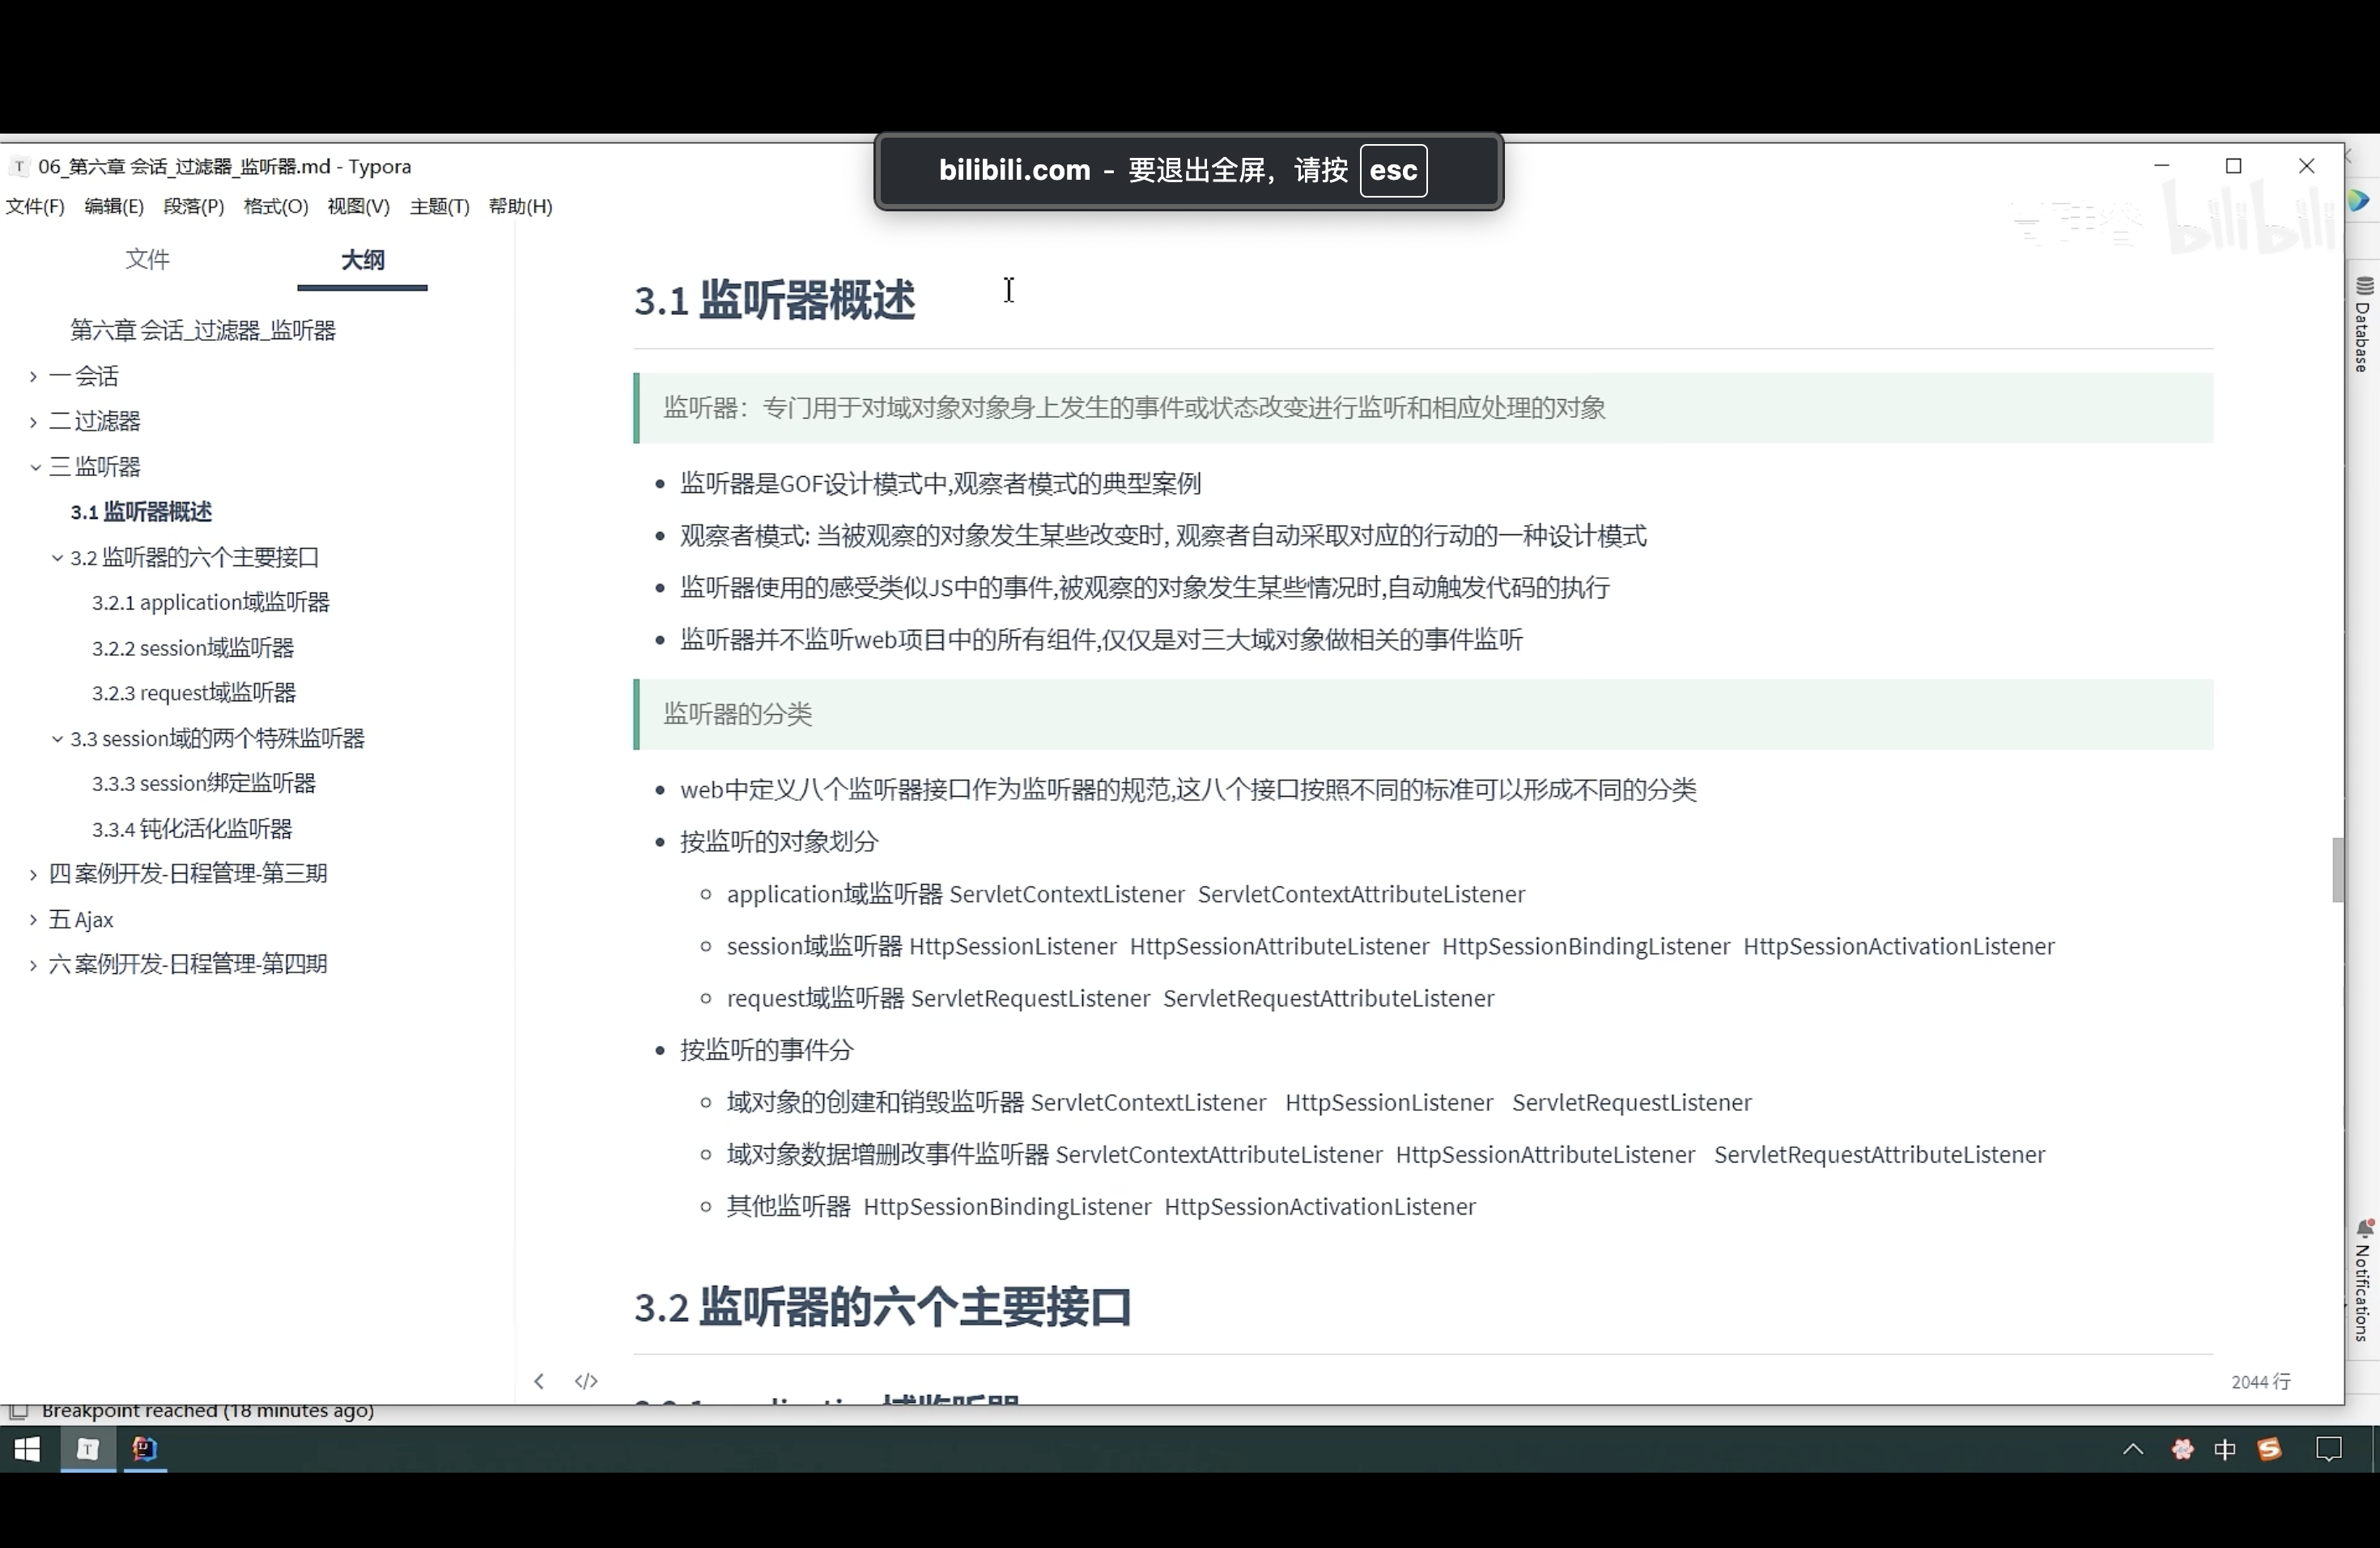 bilibili.com - 要退出全屏，请按 esc
06_第六章 会话_过滤器_监听器.md - Typora
文件(F) 编辑(E) 段落(P) 格式(O) 视图(V) 主题(T) 帮助(H)
文件 大纲
第六章 会话_过滤器_监听器
一 会话
二 过滤器
三 监听器
3.1 监听器概述
3.2 监听器的六个主要接口
3.2.1 application域监听器
3.2.2 session域监听器
3.2.3 request域监听器
3.3 session域的两个特殊监听器
3.3.3 session绑定监听器
3.3.4 钝化活化监听器
四 案例开发-日程管理-第三期
五 Ajax
六 案例开发-日程管理-第四期
bilibili
3.1 监听器概述
监听器：专门用于对域对象对象身上发生的事件或状态改变进行监听和相应处理的对象
监听器是GOF设计模式中,观察者模式的典型案例
观察者模式: 当被观察的对象发生某些改变时, 观察者自动采取对应的行动的一种设计模式
监听器使用的感受类似JS中的事件,被观察的对象发生某些情况时,自动触发代码的执行
监听器并不监听web项目中的所有组件,仅仅是对三大域对象做相关的事件监听
监听器的分类
web中定义八个监听器接口作为监听器的规范,这八个接口按照不同的标准可以形成不同的分类
按监听的对象划分
application域监听器 ServletContextListener ServletContextAttributeListener
session域监听器 HttpSessionListener HttpSessionAttributeListener HttpSessionBindingListener HttpSessionActivationListener
request域监听器 ServletRequestListener ServletRequestAttributeListener
按监听的事件分
域对象的创建和销毁监听器 ServletContextListener HttpSessionListener ServletRequestListener
域对象数据增删改事件监听器 ServletContextAttributeListener HttpSessionAttributeListener ServletRequestAttributeListener
其他监听器 HttpSessionBindingListener HttpSessionActivationListener
3.2 监听器的六个主要接口
2044 行
Database
Notifications
Breakpoint reached (18 minutes ago)
中